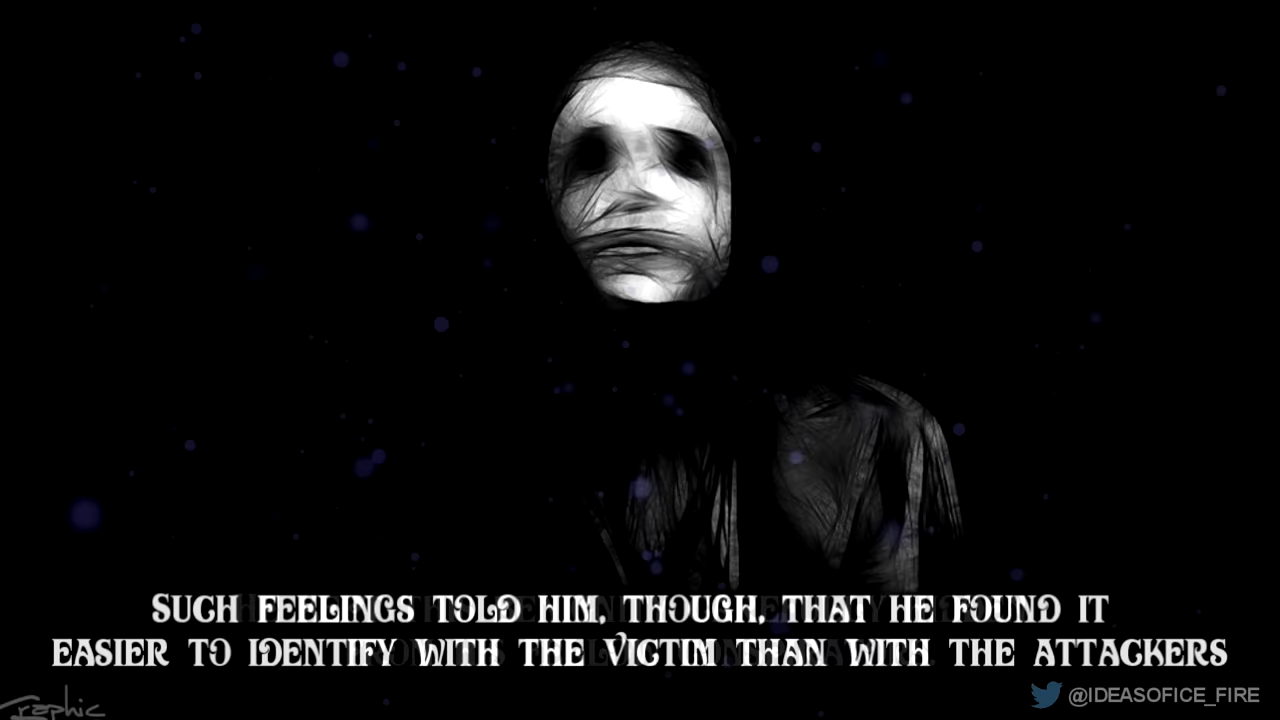 SUCH FEELINGS TOLD HIM, THOUGH, THAT HE FOUND IT
EASIER TO IDENTIFY WITH THE VICTIM THAN WITH THE ATTACKERS
Graphic
@IDEASOFICE_FIRE